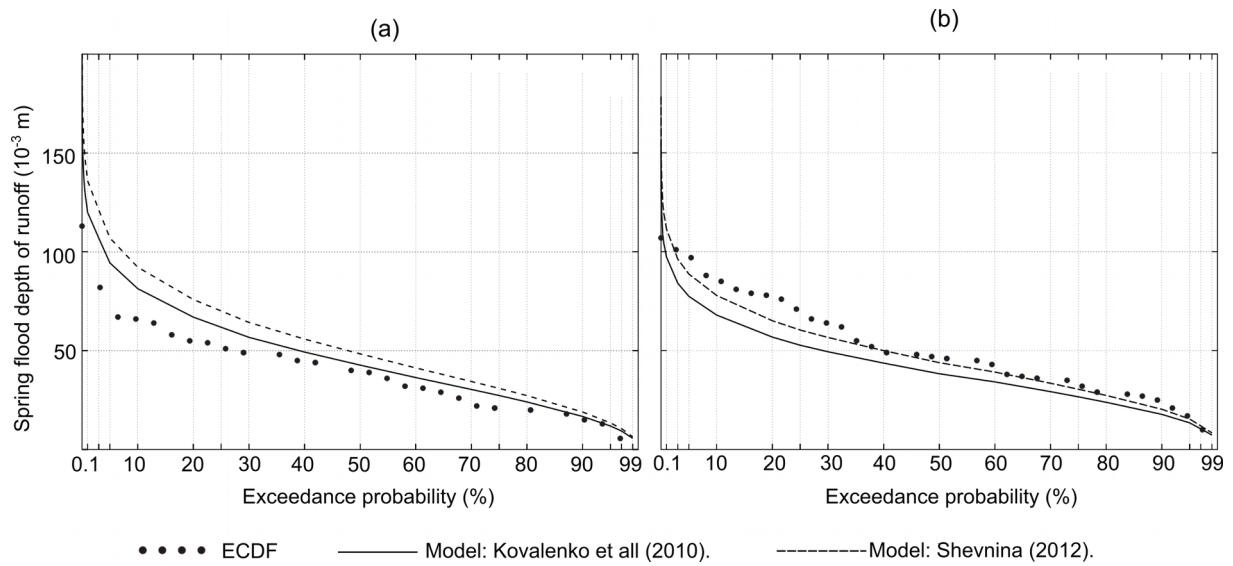 (a)
(b)
Spring flood depth of runoff (10⁻³ m)
150
100
50
0.1 10 20 30 40 50 60 70 80 90 99
0.1 10 20 30 40 50 60 70 80 90 99
Exceedance probability (%)
Exceedance probability (%)
ECDF
Model: Kovalenko et all (2010).
Model: Shevnina (2012).